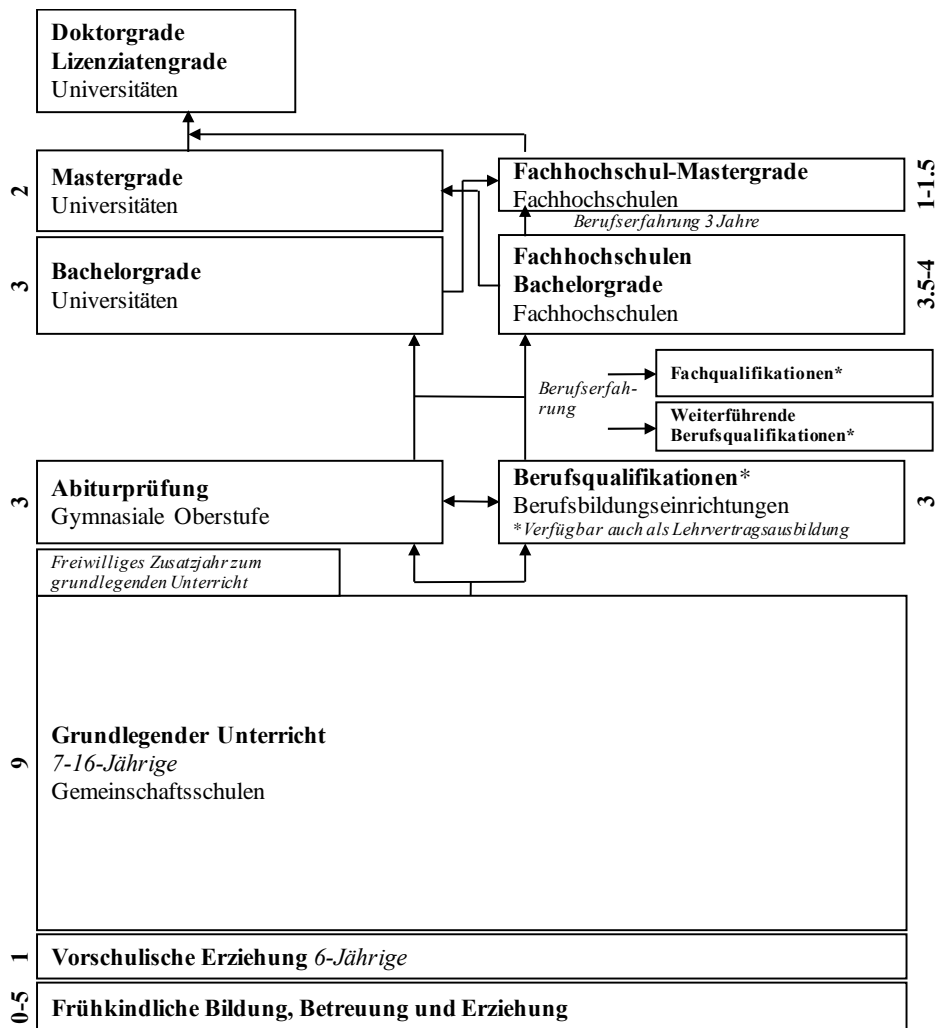 Doktorgrade
Lizenziatengrade
Universitäten
2
Mastergrade
Universitäten
Fachhochschul-Mastergrade
Fachhochschulen
1-1.5
Berufserfahrung 3 Jahre
3
Bachelorgrade
Universitäten
Fachhochschulen
Bachelorgrade
Fachhochschulen
3.5-4
Berufserfah-
rung
Fachqualifikationen*
Weiterführende
Berufsqualifikationen*
3
Abiturprüfung
Gymnasiale Oberstufe
Berufsqualifikationen*
Berufsbildungseinrichtungen
*Verfügbar auch als Lehrvertragsausbildung
3
Freiwilliges Zusatzjahr zum
grundlegenden Unterricht
9
Grundlegender Unterricht
7-16-Jährige
Gemeinschaftsschulen
1
Vorschulische Erziehung 6-Jährige
0-5
Frühkindliche Bildung, Betreuung und Erziehung